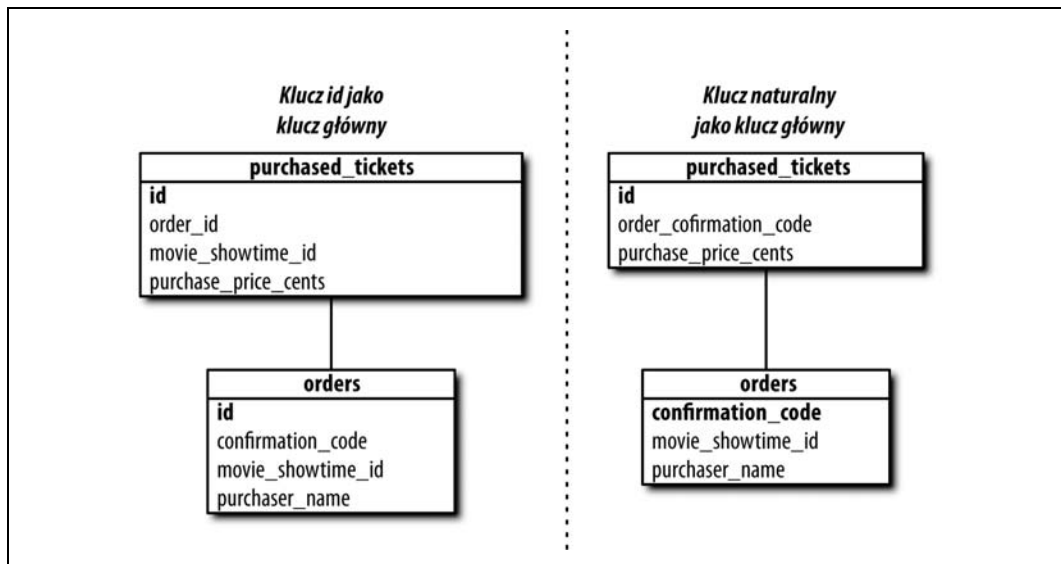 Klucz id jako
klucz główny
purchased_tickets
id
order_id
movie_showtime_id
purchase_price_cents
orders
id
confirmation_code
movie_showtime_id
purchaser_name
Klucz naturalny
jako klucz główny
purchased_tickets
id
order_cofirmation_code
purchase_price_cents
orders
confirmation_code
movie_showtime_id
purchaser_name